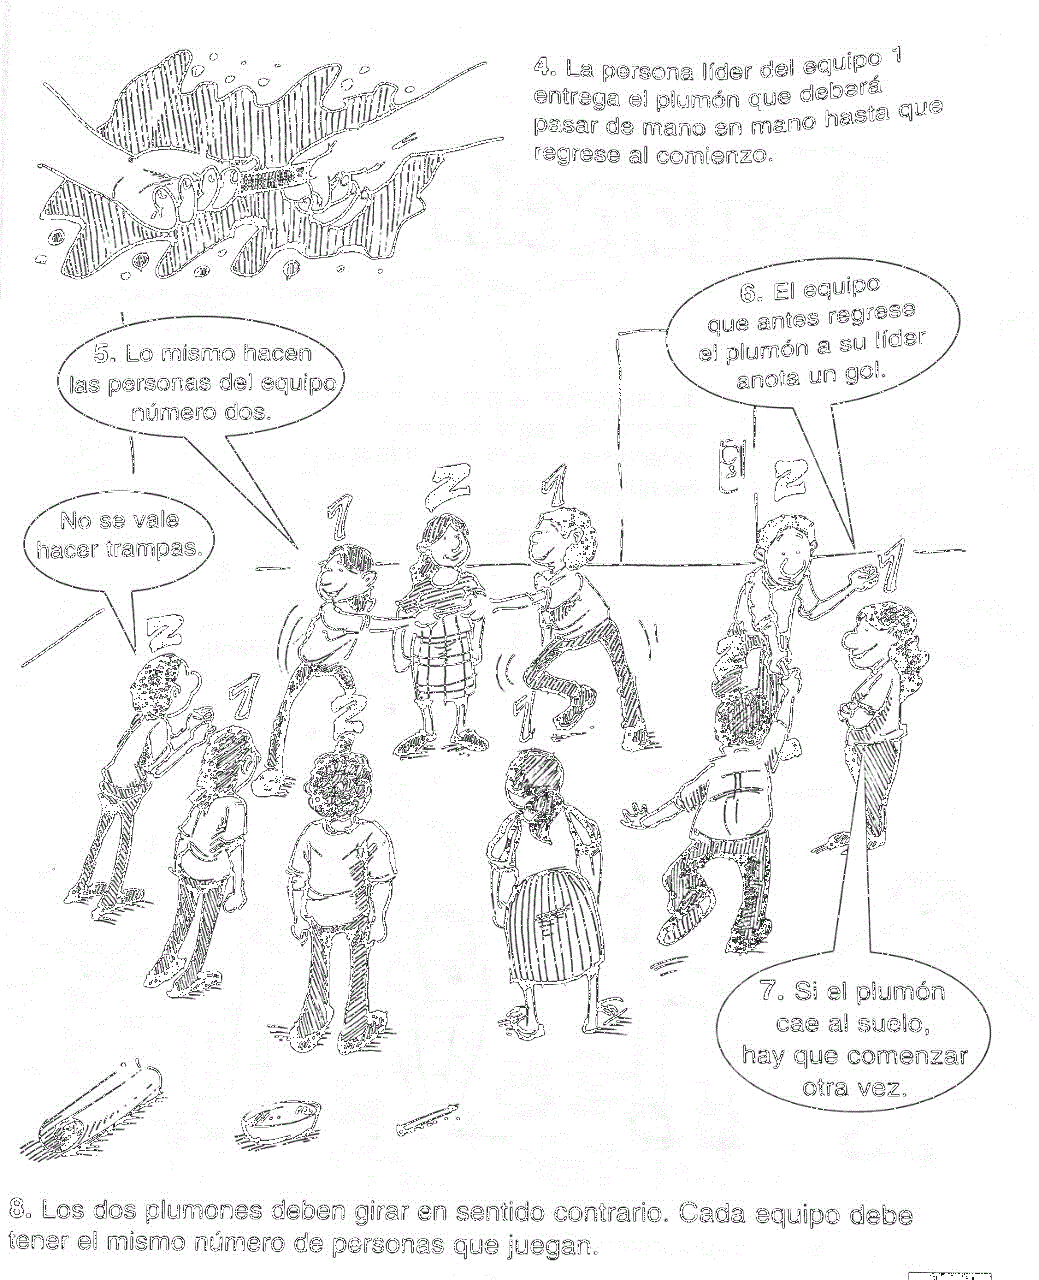 4. La persona líder del equipo 1
entrega el plumón que deberá
pasar de mano en mano hasta que
regrese al comienzo.
5. Lo mismo hacen
las personas del equipo
número dos.
6. El equipo
que antes regrese
el plumón a su líder
anota un gol.
No se vale
hacer trampas.
1
2
1
2
1
2
1
2
1
7. Si el plumón
cae al suelo,
hay que comenzar
otra vez.
8. Los dos plumones deben girar en sentido contrario. Cada equipo debe
tener el mismo número de personas que juegan.